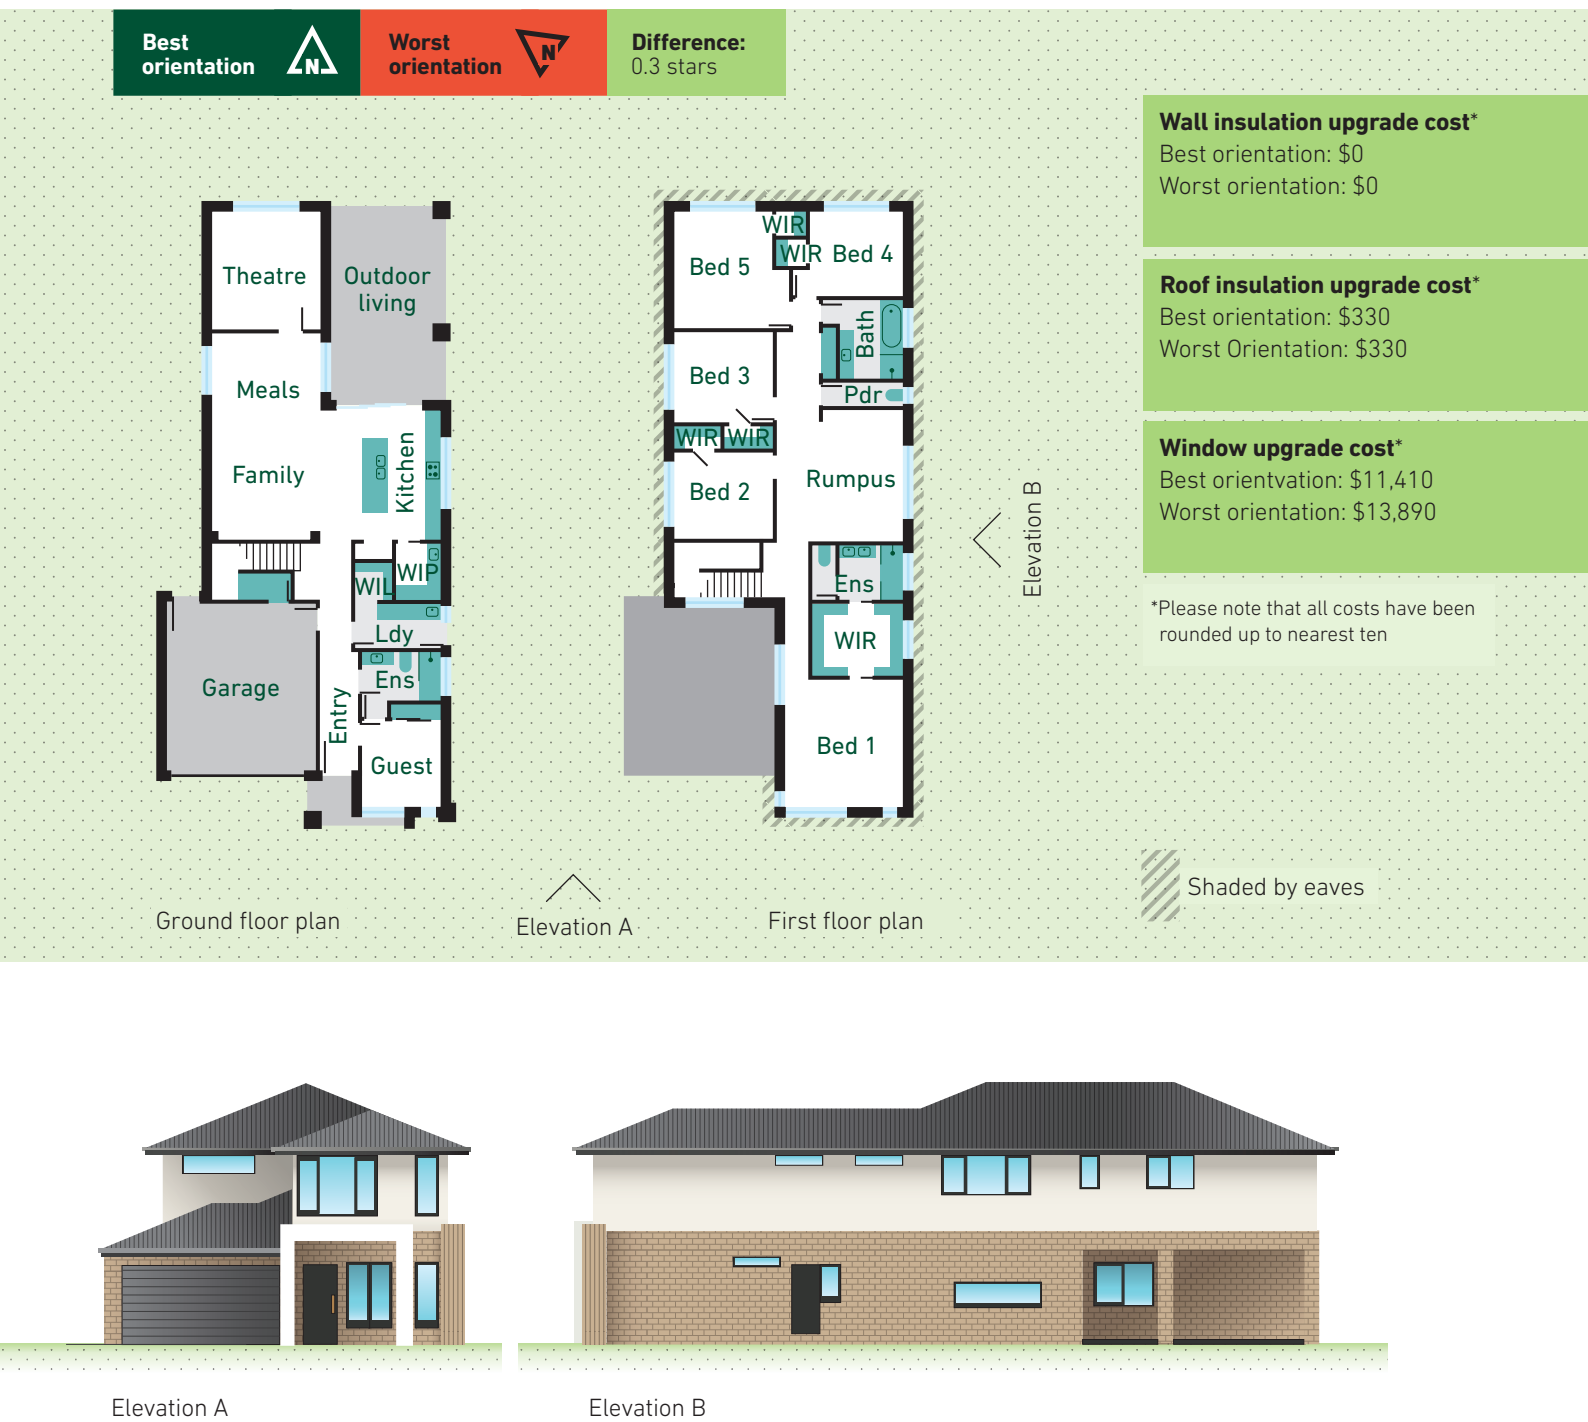 Best
orientation
N
Worst
orientation
N
Difference:
0.3 stars
Wall insulation upgrade cost*
Best orientation: $0
Worst orientation: $0
Roof insulation upgrade cost*
Best orientation: $330
Worst Orientation: $330
Window upgrade cost*
Best orientvation: $11,410
Worst orientation: $13,890
*Please note that all costs have been
rounded up to nearest ten
Theatre
Outdoor
living
Meals
Family
Kitchen
WIP
WIL
Ldy
Ens
Garage
Entry
Guest
Ground floor plan
Elevation A
WIR
WIR
Bed 5
Bed 4
Bath
Bed 3
Pdr
WIR
WIR
Bed 2
Rumpus
Ens
WIR
Bed 1
First floor plan
Elevation B
Shaded by eaves
Elevation A
Elevation B